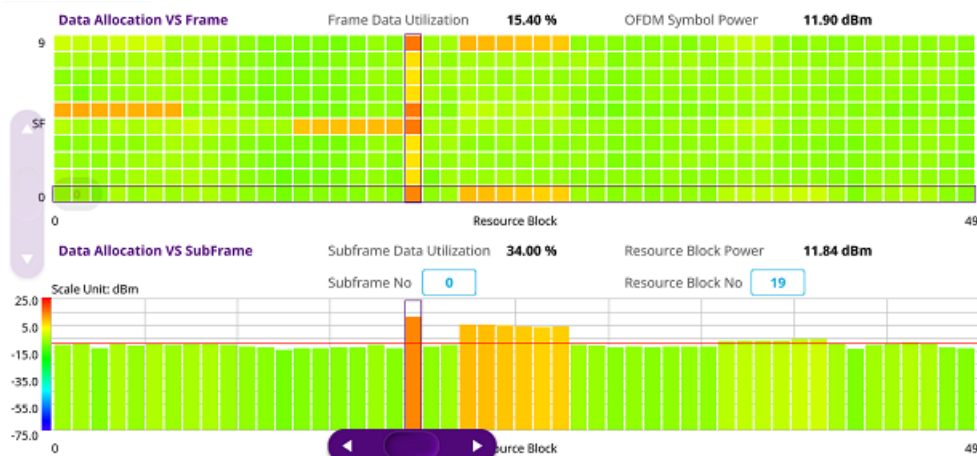 Data Allocation VS Frame Frame Data Utilization 15.40 % OFDM Symbol Power 11.90 dBm
9
SF
0
0
0 Resource Block 49
Data Allocation VS SubFrame Subframe Data Utilization 34.00 % Resource Block Power 11.84 dBm
Subframe No 0 Resource Block No 19
Scale Unit: dBm
25.0
5.0
-15.0
-35.0
-55.0
-75.0
0 ource Block 49